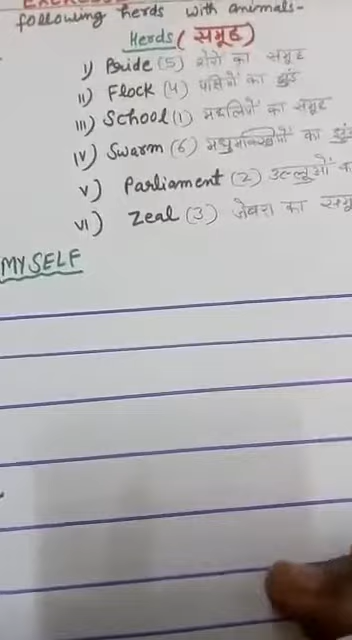 following herds with animals-
Herds (समूह)
i) Pride (5) शेरों का समूह
ii) Flock (4) पक्षियों का झुंड
iii) School (1) मछलियों का समूह
iv) Swarm (6) मधुमक्खियों का झुंड
v) Parliament (2) उल्लूओं का
vi) Zeal (3) जेबरा का समूह
MYSELF